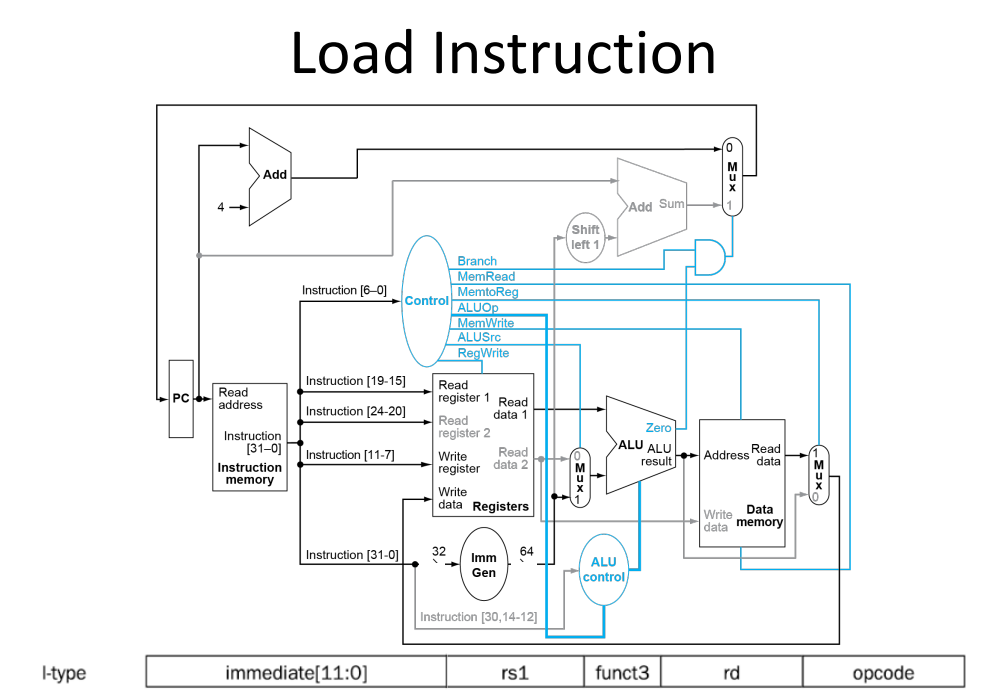 Load Instruction
Add
4
0
M
u
x
1
Add Sum
Shift
left 1
Branch
MemRead
MemtoReg
ALUOp
MemWrite
ALUSrc
RegWrite
Control
Instruction [6–0]
PC
Read
address
Instruction
[31–0]
Instruction
memory
Instruction [19-15]
Instruction [24-20]
Instruction [11-7]
Instruction [31-0]
Read
register 1
Read
data 1
Read
register 2
Write
register
Read
data 2
Write
data
Registers
0
M
u
x
1
Zero
ALU
ALU
result
Address
Read
data
Write
data
Data
memory
1
M
u
x
0
32
Imm
Gen
64
ALU
control
Instruction [30,14-12]
I-type
immediate[11:0]
rs1
funct3
rd
opcode